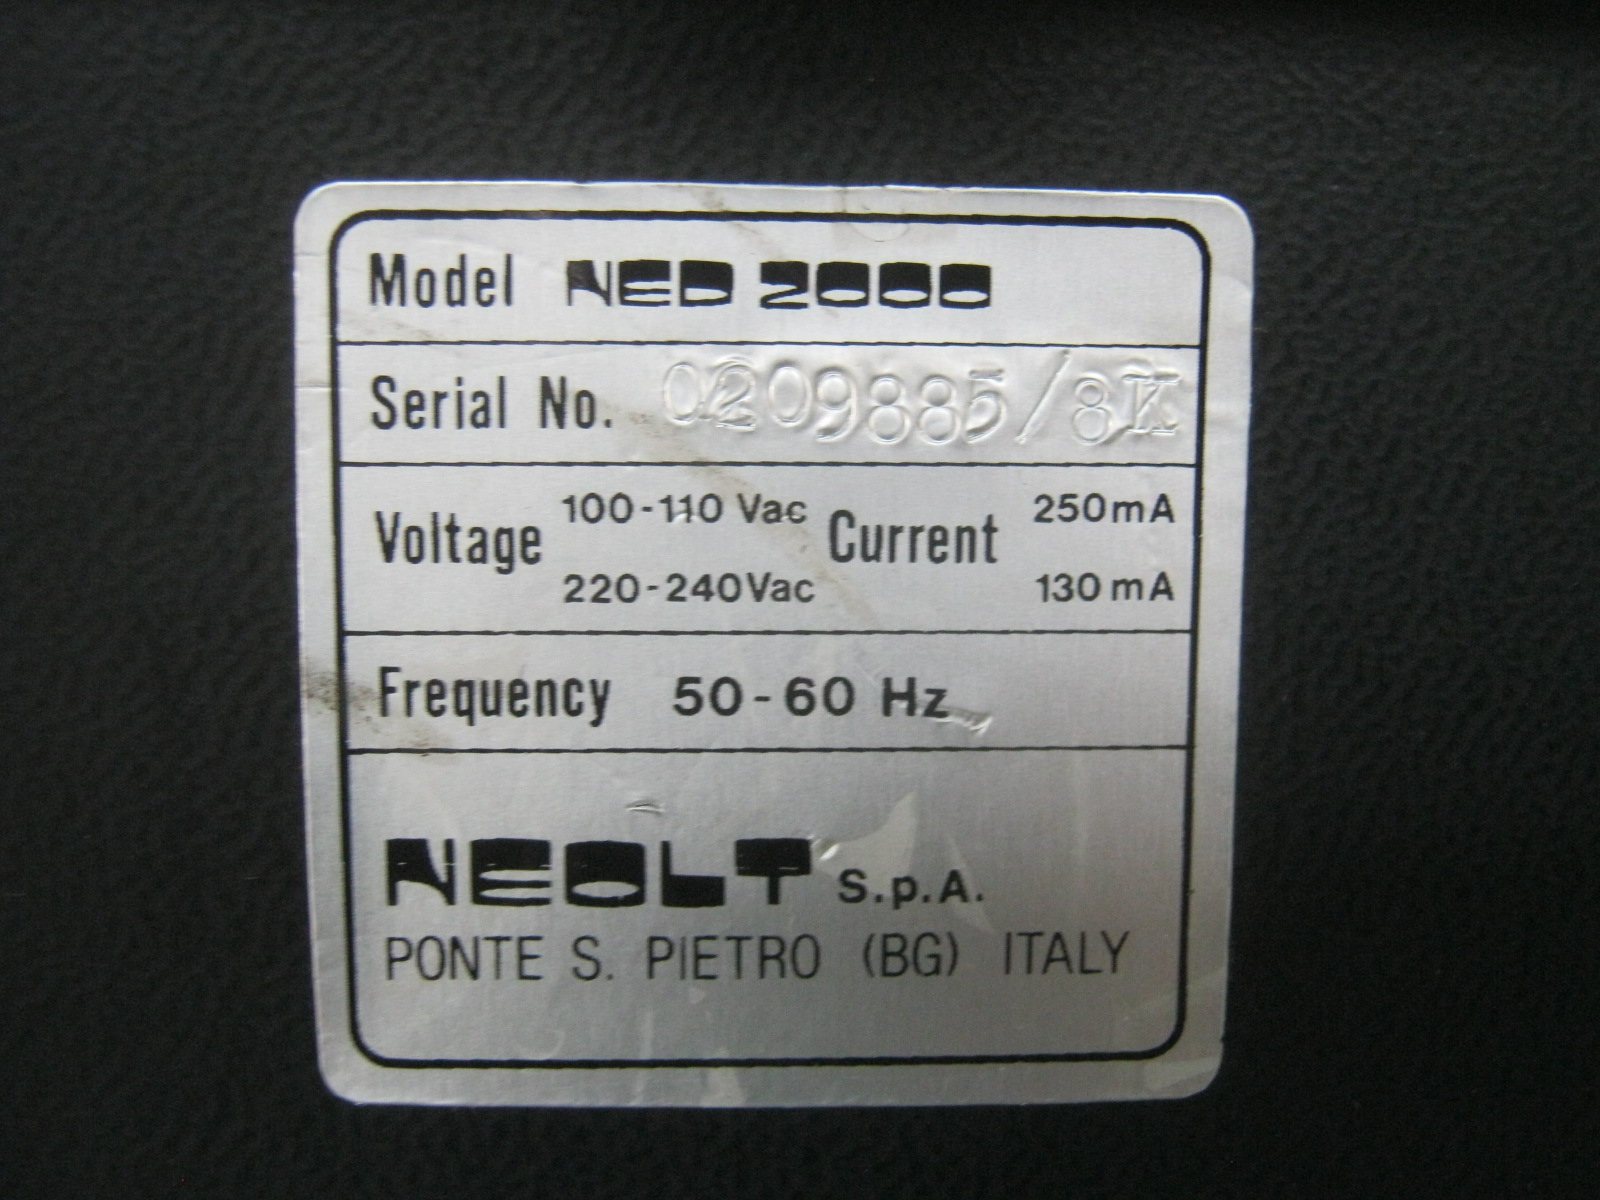 Model NED 2000
Serial No. 0209885/8K
Voltage 100-110 Vac Current 250mA
220-240Vac 130mA
Frequency 50-60 Hz
NEOLT S.p.A.
PONTE S. PIETRO (BG) ITALY